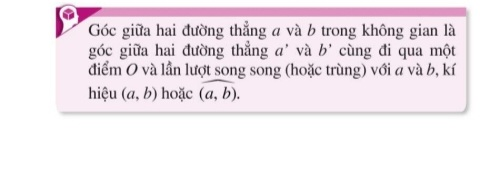 Góc giữa hai đường thẳng a và b trong không gian là
góc giữa hai đường thẳng a’ và b’ cùng đi qua một
điểm O và lần lượt song song (hoặc trùng) với a và b, kí
hiệu (a, b) hoặc (a, b).